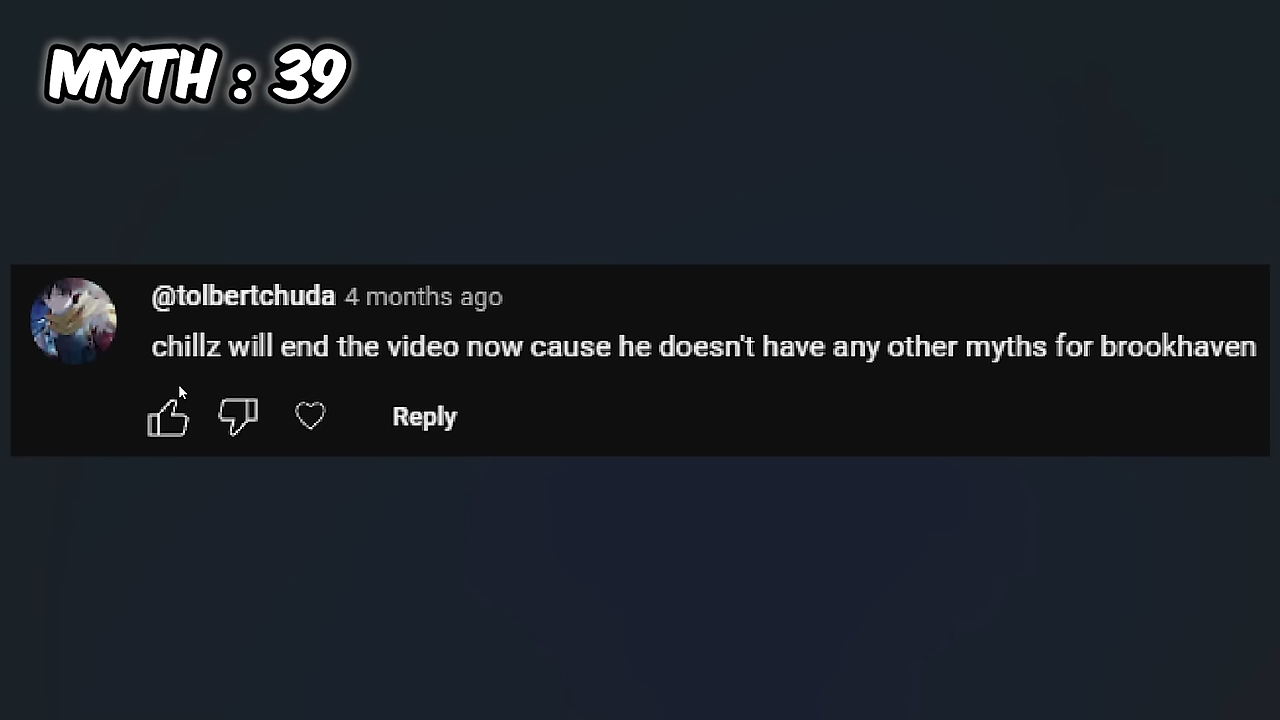 MYTH : 39
@tolbertchuda 4 months ago
chillz will end the video now cause he doesn't have any other myths for brookhaven
Reply